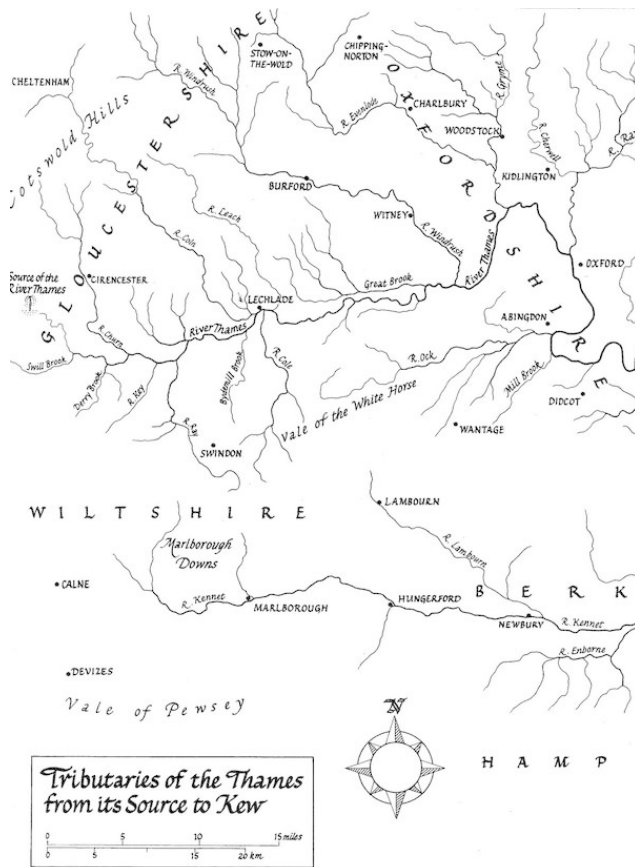 STOW-ON
-THE-WOLD
CHIPPING-
NORTON
CHELTENHAM
R. Windrush
R. Evenlode
CHARLBURY
R. Glyme
WOODSTOCK
R. Cherwell
R. Ra
KIDLINGTON
Cotswold Hills
GLOUCESTERSHIRE
OXFORDSHIRE
BURFORD
WITNEY
R. Windrush
R. Leach
R. Coln
River Thames
OXFORD
CIRENCESTER
Source of the
River Thames
Great Brook
LECHLADE
ABINGDON
R. Churn
River Thames
Swill Brook
Derry Brook
R. Key
R. Ray
Bydemill Brook
R. Cole
R. Ock
Mill Brook
Vale of the White Horse
DIDCOT
WANTAGE
SWINDON
WILTSHIRE
LAMBOURN
Marlborough
Downs
R. Lambourn
CALNE
BERK
R. Kennet
MARLBOROUGH
HUNGERFORD
NEWBURY
R. Kennet
R. Enborne
DEVIZES
Vale of Pewsey
N
HAMP
Tributaries of the Thames
from its Source to Kew
0 5 10 15 miles
0 5 15 20 km